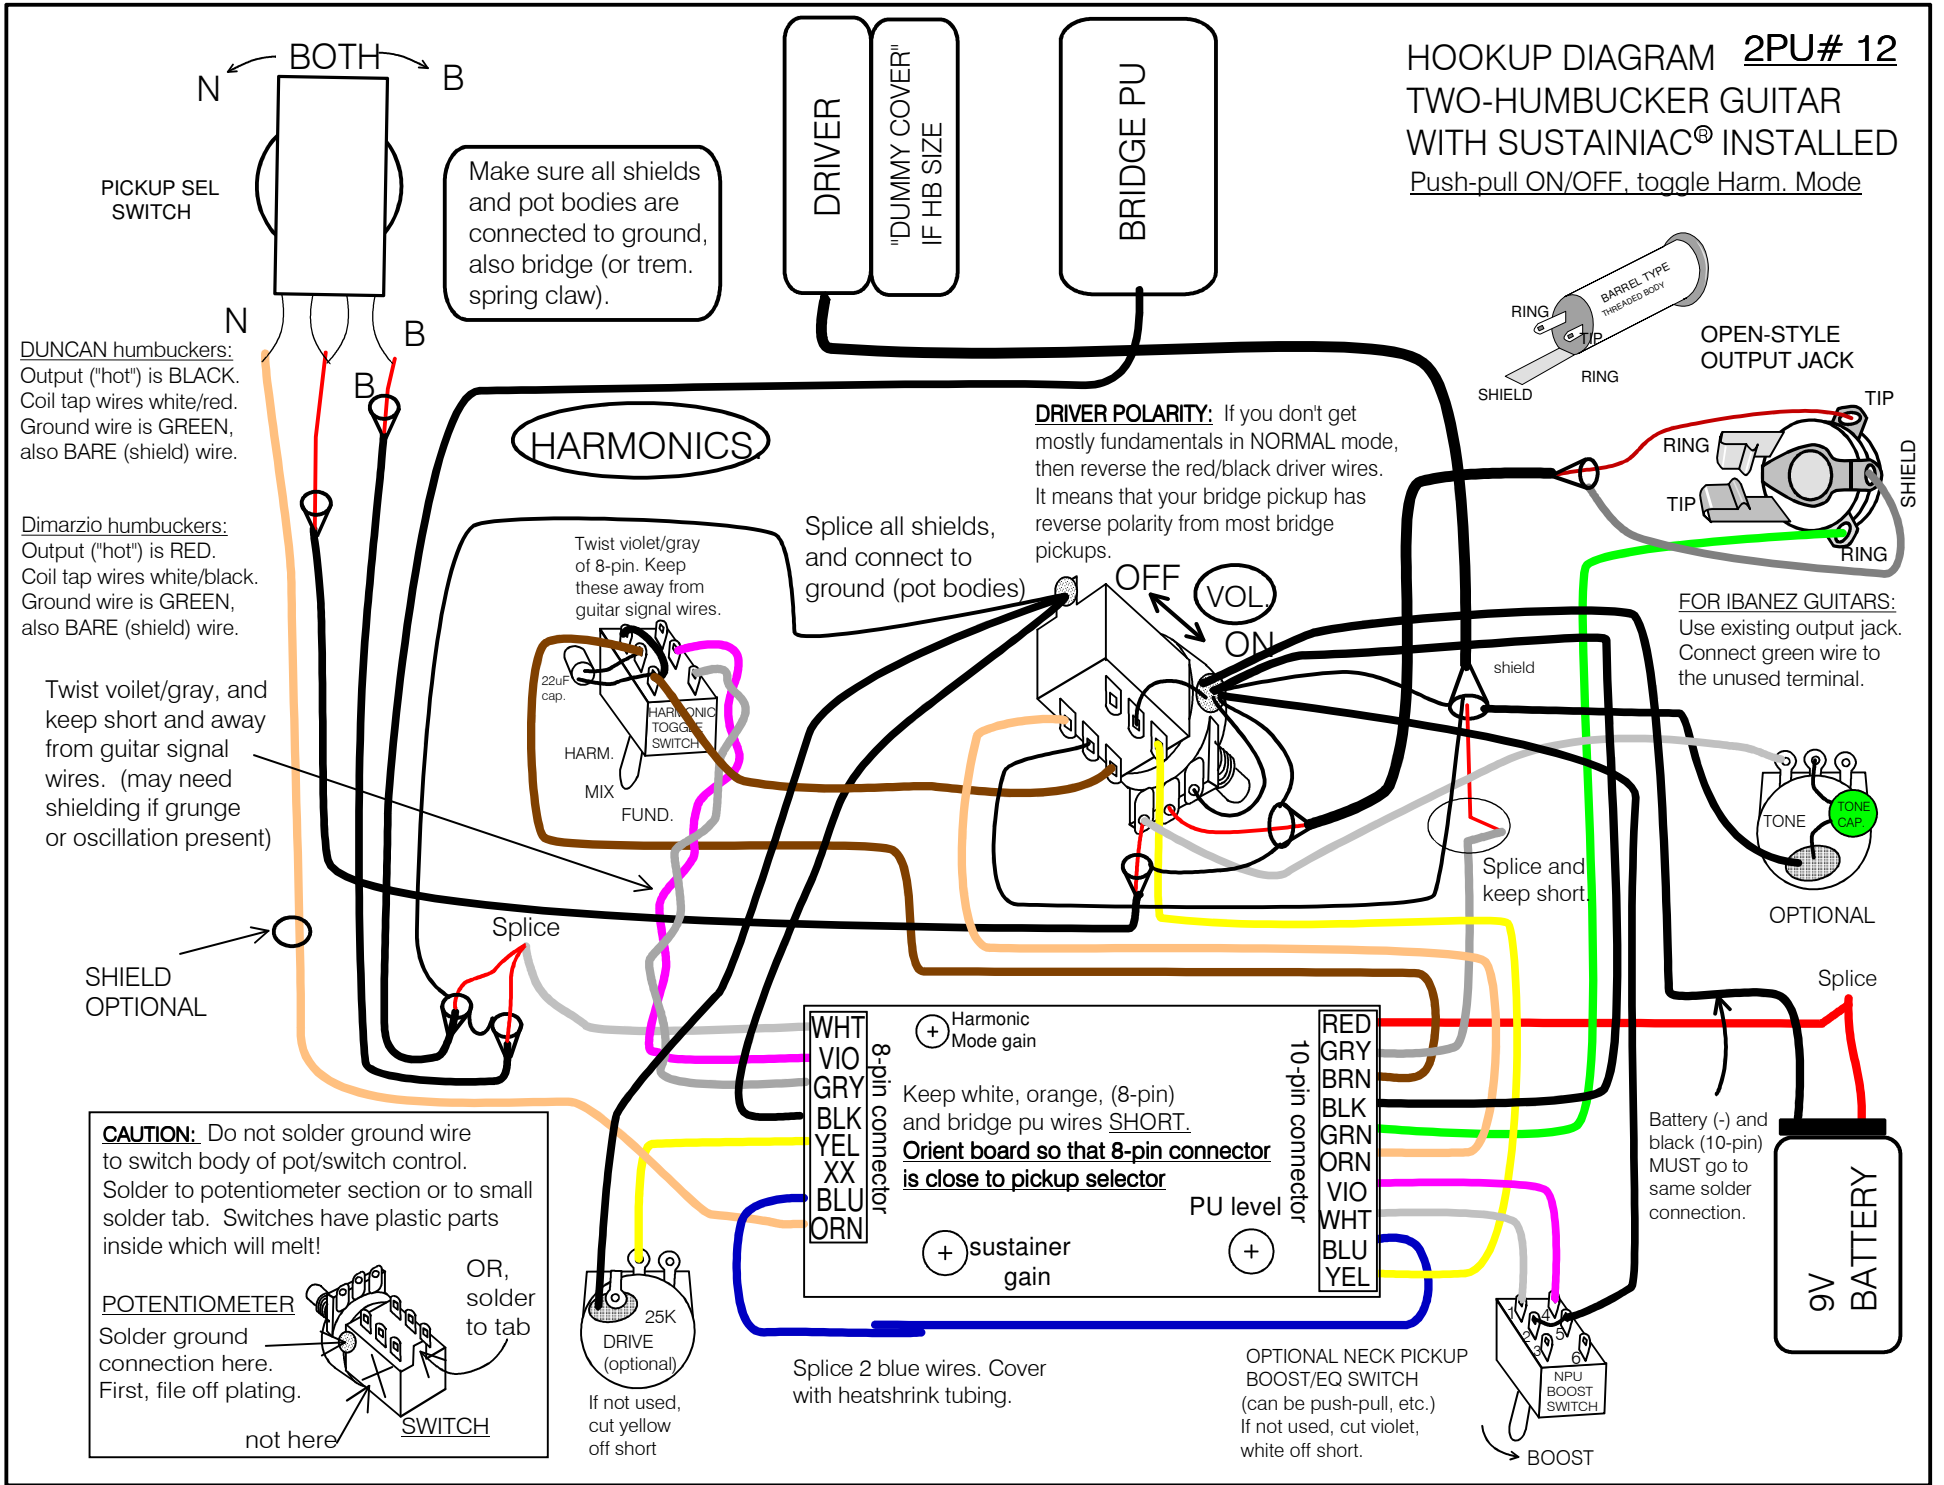 HOOKUP DIAGRAM 2PU# 12
TWO-HUMBUCKER GUITAR
WITH SUSTAINIAC® INSTALLED
Push-pull ON/OFF, toggle Harm. Mode
BOTH
N
B
PICKUP SEL
SWITCH
N
B
B
Make sure all shields
and pot bodies are
connected to ground,
also bridge (or trem.
spring claw).
DRIVER
"DUMMY COVER"
IF HB SIZE
BRIDGE PU
BARREL TYPE
THREADED BODY
RING
TIP
RING
SHIELD
OPEN-STYLE
OUTPUT JACK
TIP
RING
TIP
SHIELD
RING
DUNCAN humbuckers:
Output ("hot") is BLACK.
Coil tap wires white/red.
Ground wire is GREEN,
also BARE (shield) wire.
Dimarzio humbuckers:
Output ("hot") is RED.
Coil tap wires white/black.
Ground wire is GREEN,
also BARE (shield) wire.
HARMONICS.
DRIVER POLARITY: If you don't get
mostly fundamentals in NORMAL mode,
then reverse the red/black driver wires.
It means that your bridge pickup has
reverse polarity from most bridge
pickups.
Splice all shields,
and connect to
ground (pot bodies)
Twist violet/gray
of 8-pin. Keep
these away from
guitar signal wires.
OFF
VOL.
ON
FOR IBANEZ GUITARS:
Use existing output jack.
Connect green wire to
the unused terminal.
shield
22uF
cap.
HARMONIC
TOGGLE
SWITCH
HARM.
MIX
FUND.
Twist voilet/gray, and
keep short and away
from guitar signal
wires. (may need
shielding if grunge
or oscillation present)
TONE
TONE
CAP.
OPTIONAL
Splice and
keep short.
Splice
SHIELD
OPTIONAL
Splice
WHT
VIO
GRY
BLK
YEL
XX
BLU
ORN
8-pin connector
Harmonic
Mode gain
Keep white, orange, (8-pin)
and bridge pu wires SHORT.
Orient board so that 8-pin connector
is close to pickup selector
PU level
sustainer
gain
10-pin connector
RED
GRY
BRN
BLK
GRN
ORN
VIO
WHT
BLU
YEL
Battery (-) and
black (10-pin)
MUST go to
same solder
connection.
9V
BATTERY
CAUTION: Do not solder ground wire
to switch body of pot/switch control.
Solder to potentiometer section or to small
solder tab. Switches have plastic parts
inside which will melt!
POTENTIOMETER
Solder ground
connection here.
First, file off plating.
not here
SWITCH
OR,
solder
to tab
25K
DRIVE
(optional)
If not used,
cut yellow
off short
Splice 2 blue wires. Cover
with heatshrink tubing.
OPTIONAL NECK PICKUP
BOOST/EQ SWITCH
(can be push-pull, etc.)
If not used, cut violet,
white off short.
1
4
2
5
3
6
NPU
BOOST
SWITCH
BOOST